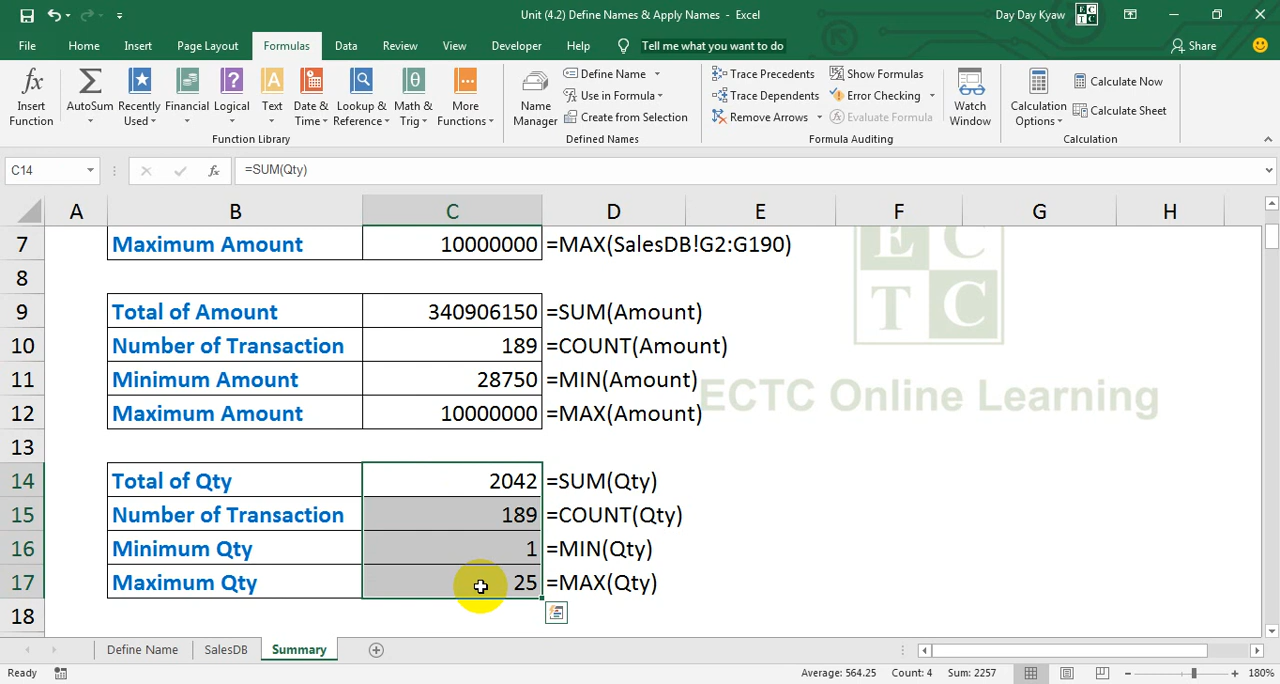 Unit (4.2) Define Names & Apply Names - Excel
Day Day Kyaw
EC
TC
File Home Insert Page Layout Formulas Data Review View Developer Help Tell me what you want to do Share
Insert Function
AutoSum
Recently Used
Financial
Logical
Text
Date & Time
Lookup & Reference
Math & Trig
More Functions
Function Library
Name Manager
Define Name
Use in Formula
Create from Selection
Defined Names
Trace Precedents
Trace Dependents
Remove Arrows
Show Formulas
Error Checking
Evaluate Formula
Formula Auditing
Watch Window
Calculation Options
Calculate Now
Calculate Sheet
Calculation
C14 fx =SUM(Qty)
A B C D E F G H
7 Maximum Amount 10000000 =MAX(SalesDB!G2:G190)
8
9 Total of Amount 340906150 =SUM(Amount)
10 Number of Transaction 189 =COUNT(Amount)
11 Minimum Amount 28750 =MIN(Amount)
12 Maximum Amount 10000000 =MAX(Amount)
13
14 Total of Qty 2042 =SUM(Qty)
15 Number of Transaction 189 =COUNT(Qty)
16 Minimum Qty 1 =MIN(Qty)
17 Maximum Qty 25 =MAX(Qty)
18
E C
T C
ECTC Online Learning
Define Name SalesDB Summary
Ready Average: 564.25 Count: 4 Sum: 2257 180%